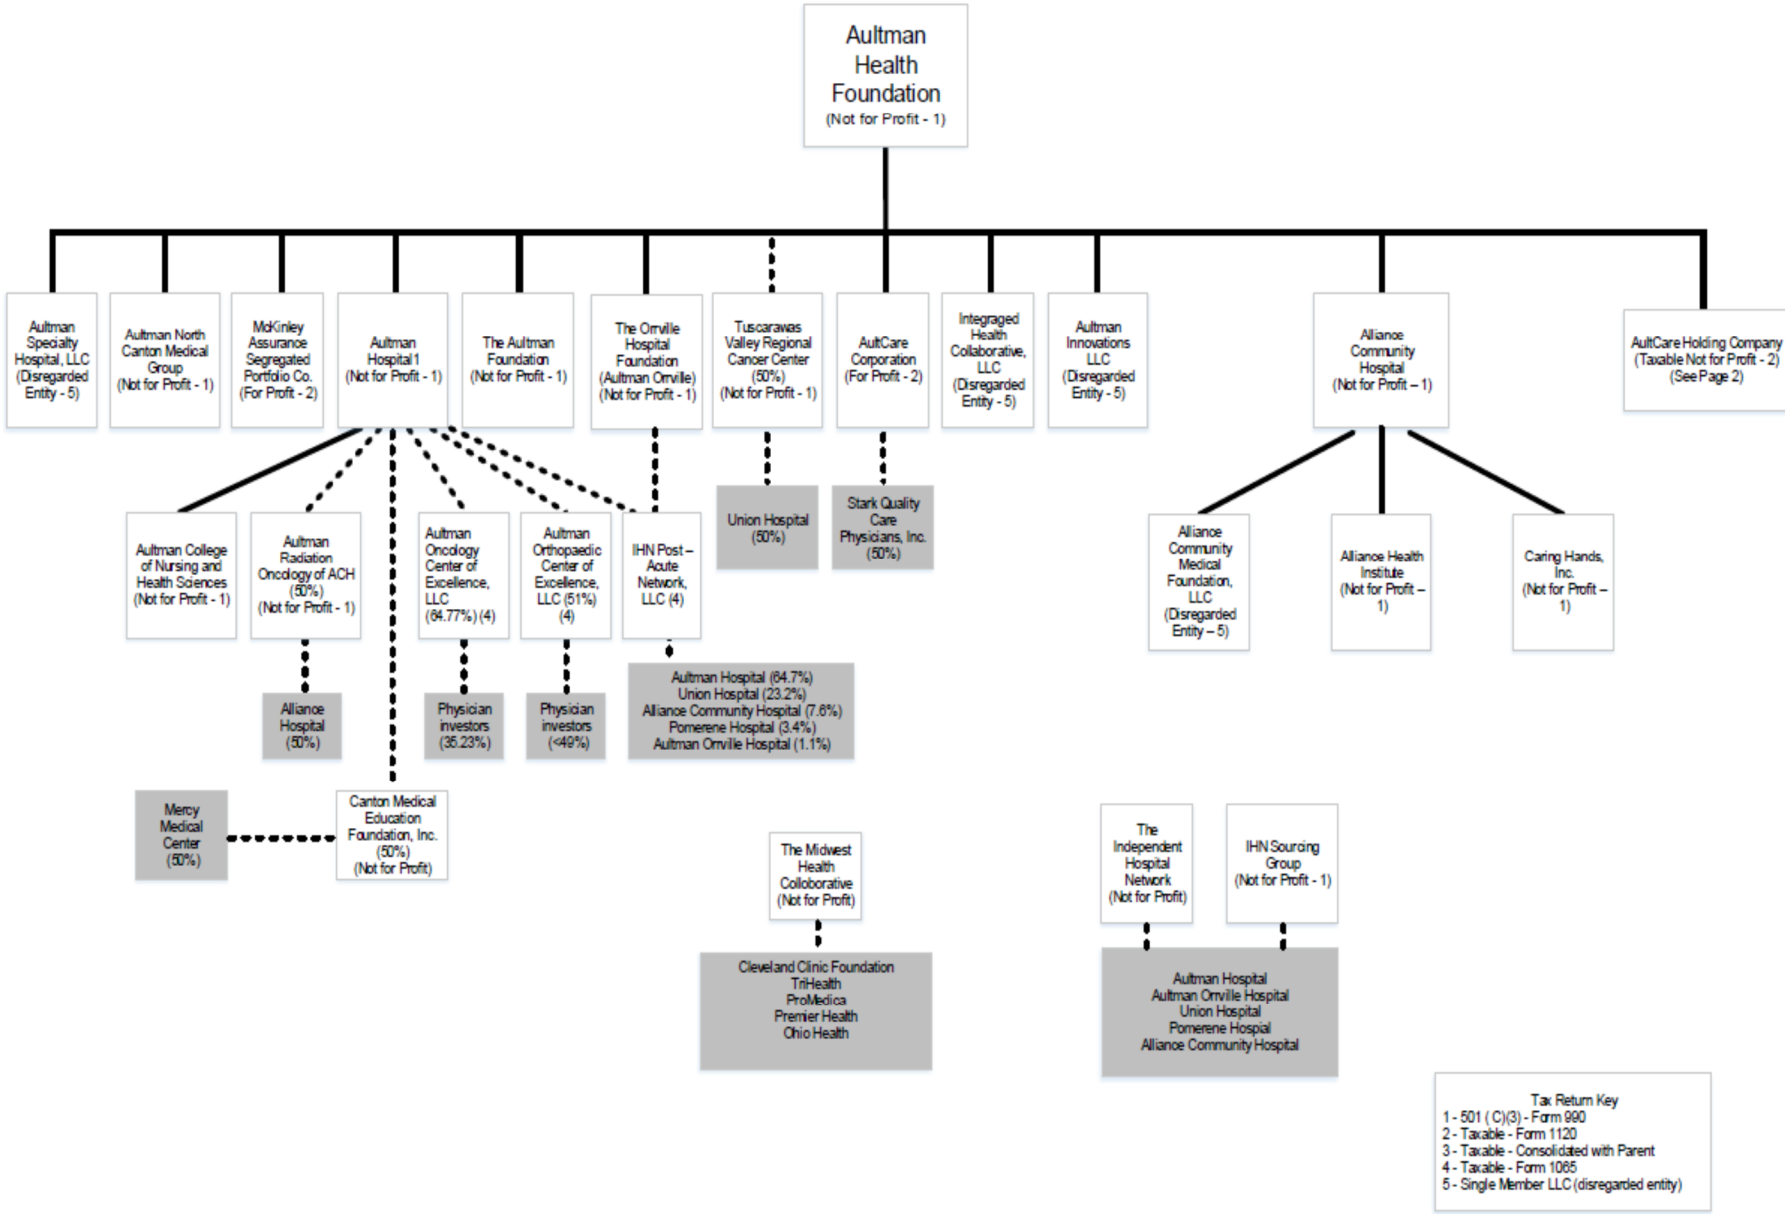 Aultman
Health
Foundation
(Not for Profit - 1)
Aultman
Specialty
Hospital, LLC
(Disregarded
Entity - 5)
Aultman North
Canton Medical
Group
(Not for Profit - 1)
McKinley
Assurance
Segregated
Portfolio Co.
(For Profit - 2)
Aultman
Hospital1
(Not for Profit - 1)
The Aultman
Foundation
(Not for Profit - 1)
The Orrville
Hospital
Foundation
(Aultman Orrville)
(Not for Profit - 1)
Tuscarawas
Valley Regional
Cancer Center
(50%)
(Not for Profit - 1)
AultCare
Corporation
(For Profit - 2)
Integraged
Health
Collaborative,
LLC
(Disregarded
Entity - 5)
Aultman
Innovations
LLC
(Disregarded
Entity - 5)
Alliance
Community
Hospital
(Not for Profit – 1)
AultCare Holding Company
(Taxable Not for Profit - 2)
(See Page 2)
Union Hospital
(50%)
Stark Quality
Care
Physicians, Inc.
(50%)
Aultman College
of Nursing and
Health Sciences
(Not for Profit - 1)
Aultman
Radiation
Oncology of ACH
(50%)
(Not for Profit - 1)
Aultman
Oncology
Center of
Excellence,
LLC
(64.77%) (4)
Aultman
Orthopaedic
Center of
Excellence,
LLC (51%)
(4)
IHN Post –
Acute
Network,
LLC (4)
Alliance
Community
Medical
Foundation,
LLC
(Disregarded
Entity – 5)
Alliance Health
Institute
(Not for Profit –
1)
Caring Hands,
Inc.
(Not for Profit –
1)
Alliance
Hospital
(50%)
Physician
investors
(35.23%)
Physician
investors
(<49%)
Aultman Hospital (64.7%)
Union Hospital (23.2%)
Alliance Community Hospital (7.6%)
Pomerene Hospital (3.4%)
Aultman Orrville Hospital (1.1%)
Mercy
Medical
Center
(50%)
Canton Medical
Education
Foundation, Inc.
(50%)
(Not for Profit)
The Midwest
Health
Colloborative
(Not for Profit)
The
Independent
Hospital
Network
(Not for Profit)
IHN Sourcing
Group
(Not for Profit - 1)
Cleveland Clinic Foundation
TriHealth
ProMedica
Premier Health
Ohio Health
Aultman Hospital
Aultman Orrville Hospital
Union Hospital
Pomerene Hospial
Alliance Community Hospital
Tax Return Key
1 - 501 ( C)(3) - Form 990
2 - Taxable - Form 1120
3 - Taxable - Consolidated with Parent
4 - Taxable - Form 1065
5 - Single Member LLC (disregarded entity)